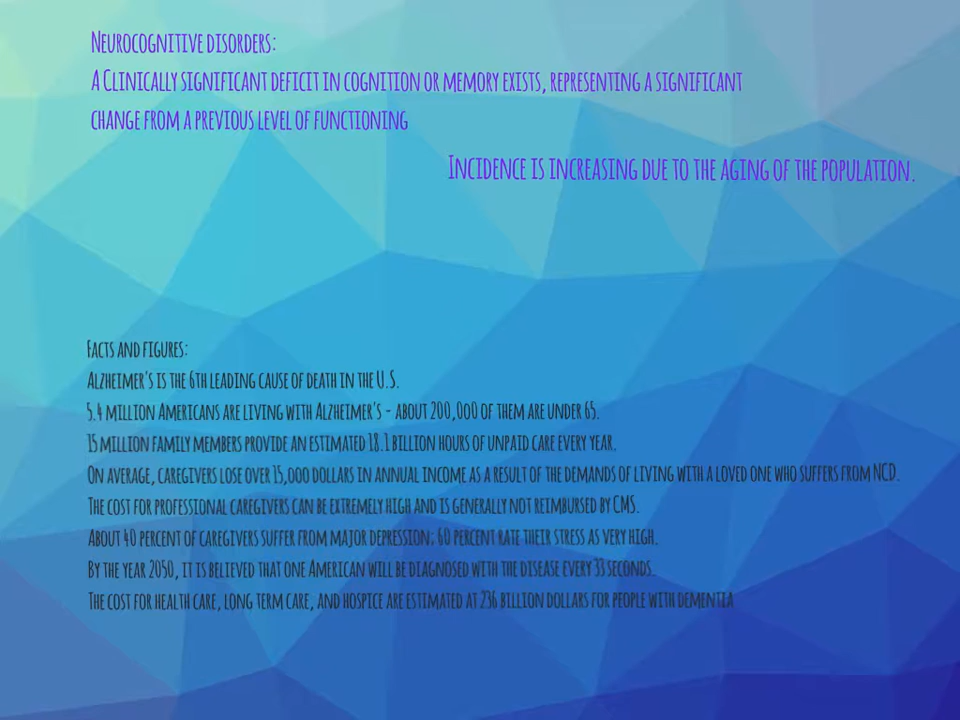 Neurocognitive disorders:
A Clinically significant deficit in cognition or memory exists, representing a significant
change from a previous level of functioning
Incidence is increasing due to the aging of the population.
Facts and figures:
Alzheimer's is the 6th leading cause of death in the U.S.
5.4 million Americans are living with Alzheimer's - about 200,000 of them are under 65.
15 million family members provide an estimated 18.1 billion hours of unpaid care every year.
On average, caregivers lose over 15,000 dollars in annual income as a result of the demands of living with a loved one who suffers from NCD.
The cost for professional caregivers can be extremely high and is generally not reimbursed by CMS.
About 40 percent of caregivers suffer from major depression; 60 percent rate their stress as very high.
By the year 2050, it is believed that one American will be diagnosed with the disease every 33 seconds.
The cost for health care, long term care, and hospice are estimated at 236 billion dollars for people with dementia